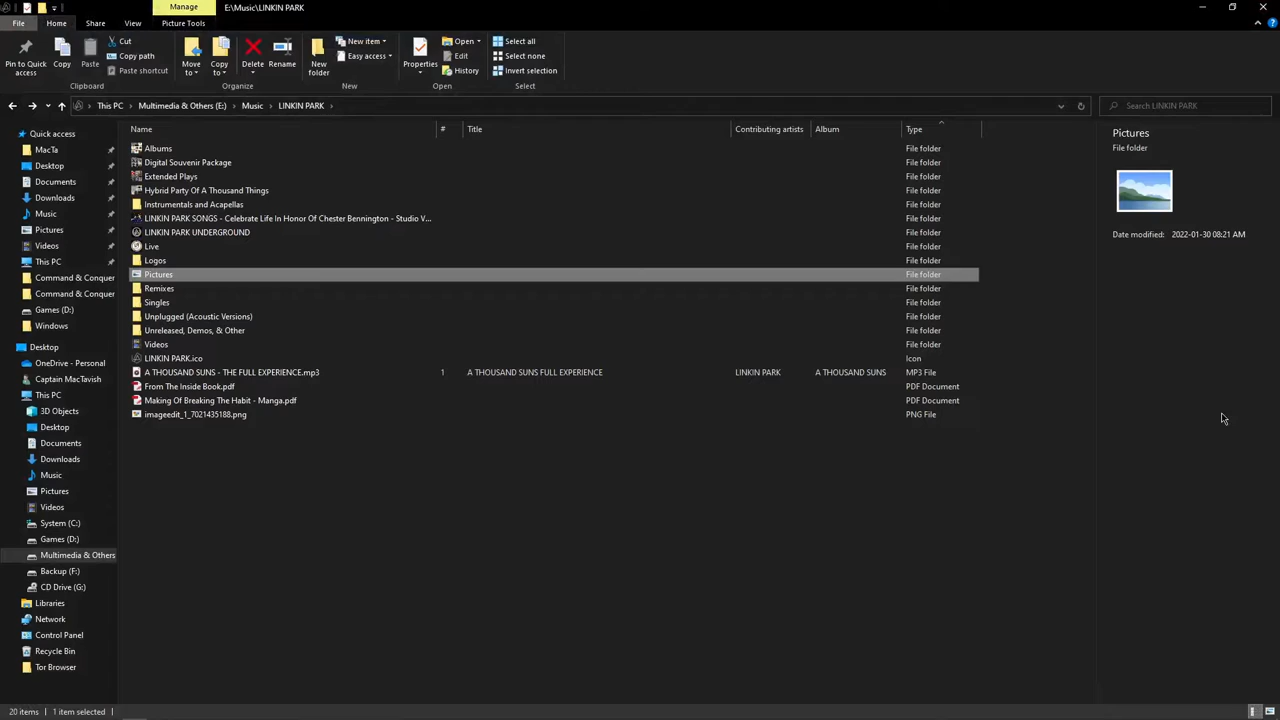 Manage
E:\Music\LINKIN PARK
File
Home
Share
View
Picture Tools
Pin to Quick access
Copy
Paste
Cut
Copy path
Paste shortcut
Clipboard
Move to
Copy to
Delete
Rename
Organize
New folder
New item
Easy access
New
Properties
Open
Edit
History
Open
Select all
Select none
Invert selection
Select
This PC
Multimedia & Others (E:)
Music
LINKIN PARK
Search LINKIN PARK
Quick access
MacTa
Desktop
Documents
Downloads
Music
Pictures
Videos
This PC
Command & Conquer
Command & Conquer
Games (D:)
Windows
Desktop
OneDrive - Personal
Captain MacTavish
This PC
3D Objects
Desktop
Documents
Downloads
Music
Pictures
Videos
System (C:)
Games (D:)
Multimedia & Others
Backup (F:)
CD Drive (G:)
Libraries
Network
Control Panel
Recycle Bin
Tor Browser
Name # Title Contributing artists Album Type
Albums File folder
Digital Souvenir Package File folder
Extended Plays File folder
Hybrid Party Of A Thousand Things File folder
Instrumentals and Acapellas File folder
LINKIN PARK SONGS - Celebrate Life In Honor Of Chester Bennington - Studio V... File folder
LINKIN PARK UNDERGROUND File folder
Live File folder
Logos File folder
Pictures File folder
Remixes File folder
Singles File folder
Unplugged (Acoustic Versions) File folder
Unreleased, Demos, & Other File folder
Videos File folder
LINKIN PARK.ico Icon
A THOUSAND SUNS - THE FULL EXPERIENCE.mp3 1 A THOUSAND SUNS FULL EXPERIENCE LINKIN PARK A THOUSAND SUNS MP3 File
From The Inside Book.pdf PDF Document
Making Of Breaking The Habit - Manga.pdf PDF Document
imageedit_1_7021435188.png PNG File
Pictures
File folder
Date modified: 2022-01-30 08:21 AM
20 items 1 item selected